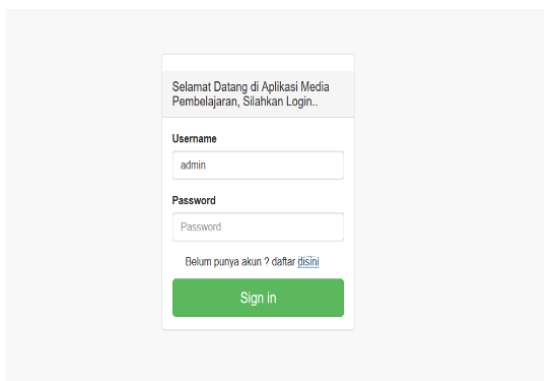 Selamat Datang di Aplikasi Media
Pembelajaran, Silahkan Login..
Username
admin
Password
Password
Belum punya akun ? daftar disini
Sign in